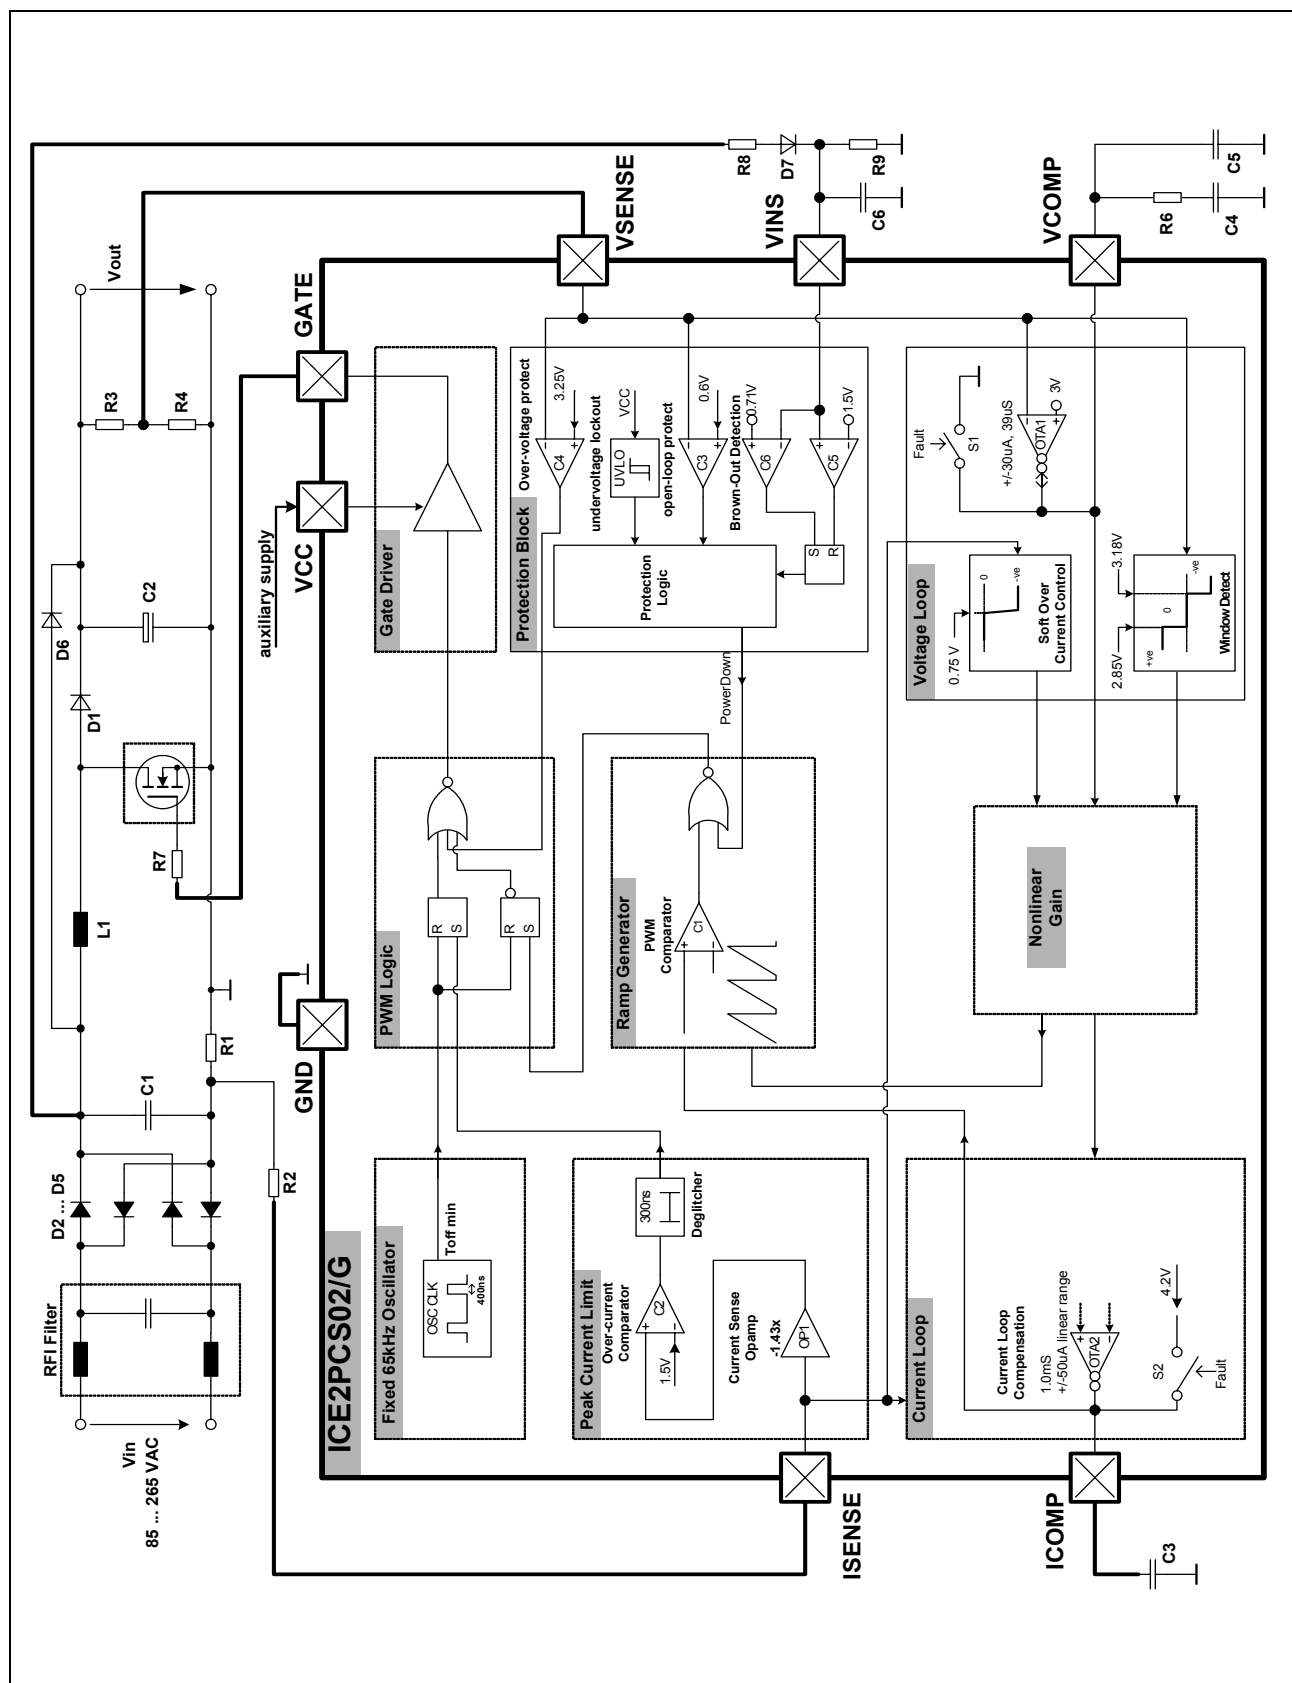 Vin
85 ... 265 VAC
RFI Filter
D2 ... D5
C1
R1
R2
L1
R7
D1
D6
C2
R3
R4
Vout
GND
auxiliary supply
VCC
GATE
ICE2PCS02/G
Fixed 65kHz Oscillator
OSC CLK
400ns
Toff min
PWM Logic
R
S
R
S
Gate Driver
Peak Current Limit
Over-current
Comparator
1.5V
+
-
C2
300ns
Deglitcher
Current Sense
Opamp
-1.43x
OP1
Ramp Generator
PWM
Comparator
+
-
C1
PowerDown
Protection Block
Over-voltage protect
3.25V
C4
-
+
undervoltage lockout
VCC
UVLO
open-loop protect
0.6V
C3
-
+
Brown-Out Detection
0.71V
C6
-
1.5V
C5
+
-
S
R
Protection
Logic
VSENSE
R8
D7
R9
C6
VINS
Current Loop
Current Loop
Compensation
1.0mS
+/-50uA linear range
OTA2
+
-
4.2V
S2
Fault
Nonlinear
Gain
Voltage Loop
0.75 V
0
-ve
Soft Over
Current Control
Fault
S1
+/-30uA, 39uS
OTA1
-
+
3V
2.85V
3.18V
+ve
0
-ve
Window Detect
VCOMP
R6
C4
C5
ISENSE
ICOMP
C3